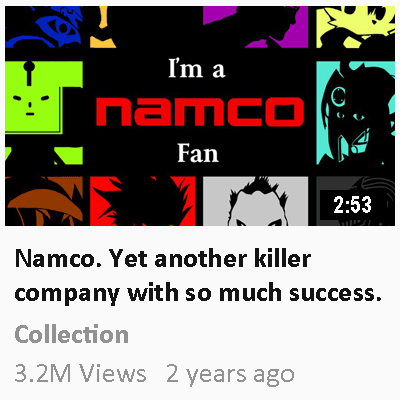 I'm a
namco
Fan
2:53
Namco. Yet another killer
company with so much success.
Collection
3.2M Views 2 years ago